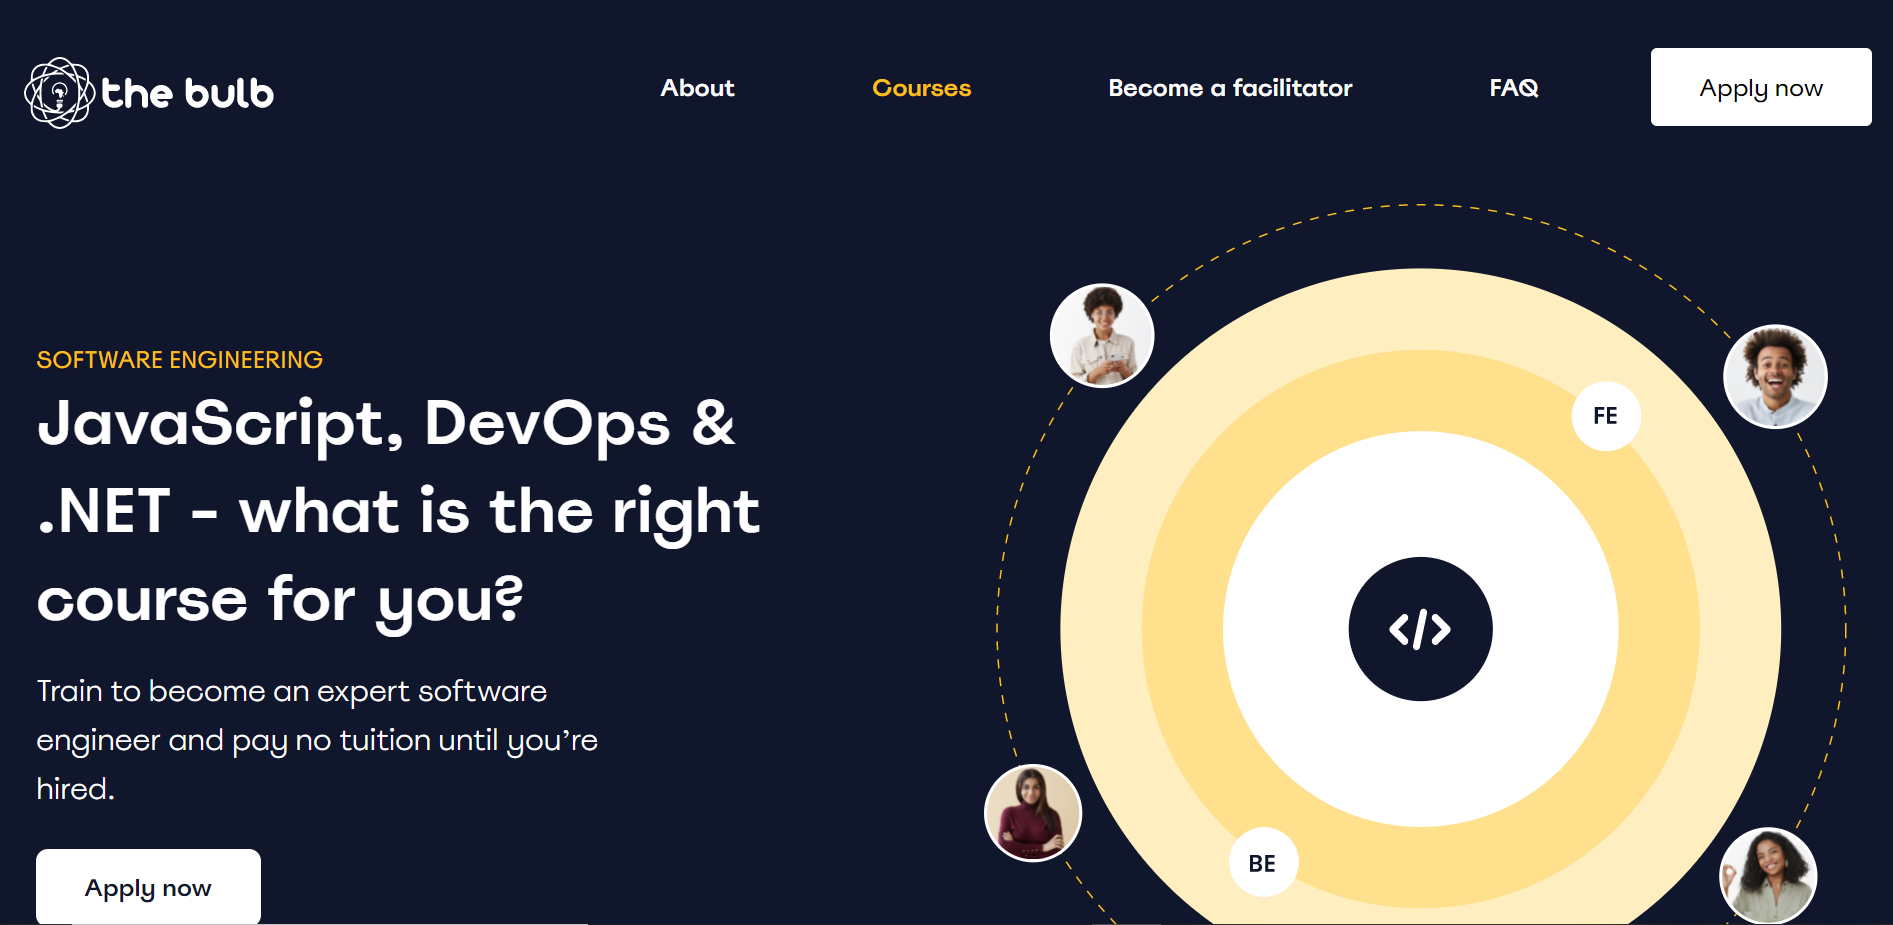 the bulb
About
Courses
Become a facilitator
FAQ
Apply now
SOFTWARE ENGINEERING
JavaScript, DevOps &
.NET - what is the right
course for you?
Train to become an expert software
engineer and pay no tuition until you’re
hired.
Apply now
FE
</>
BE